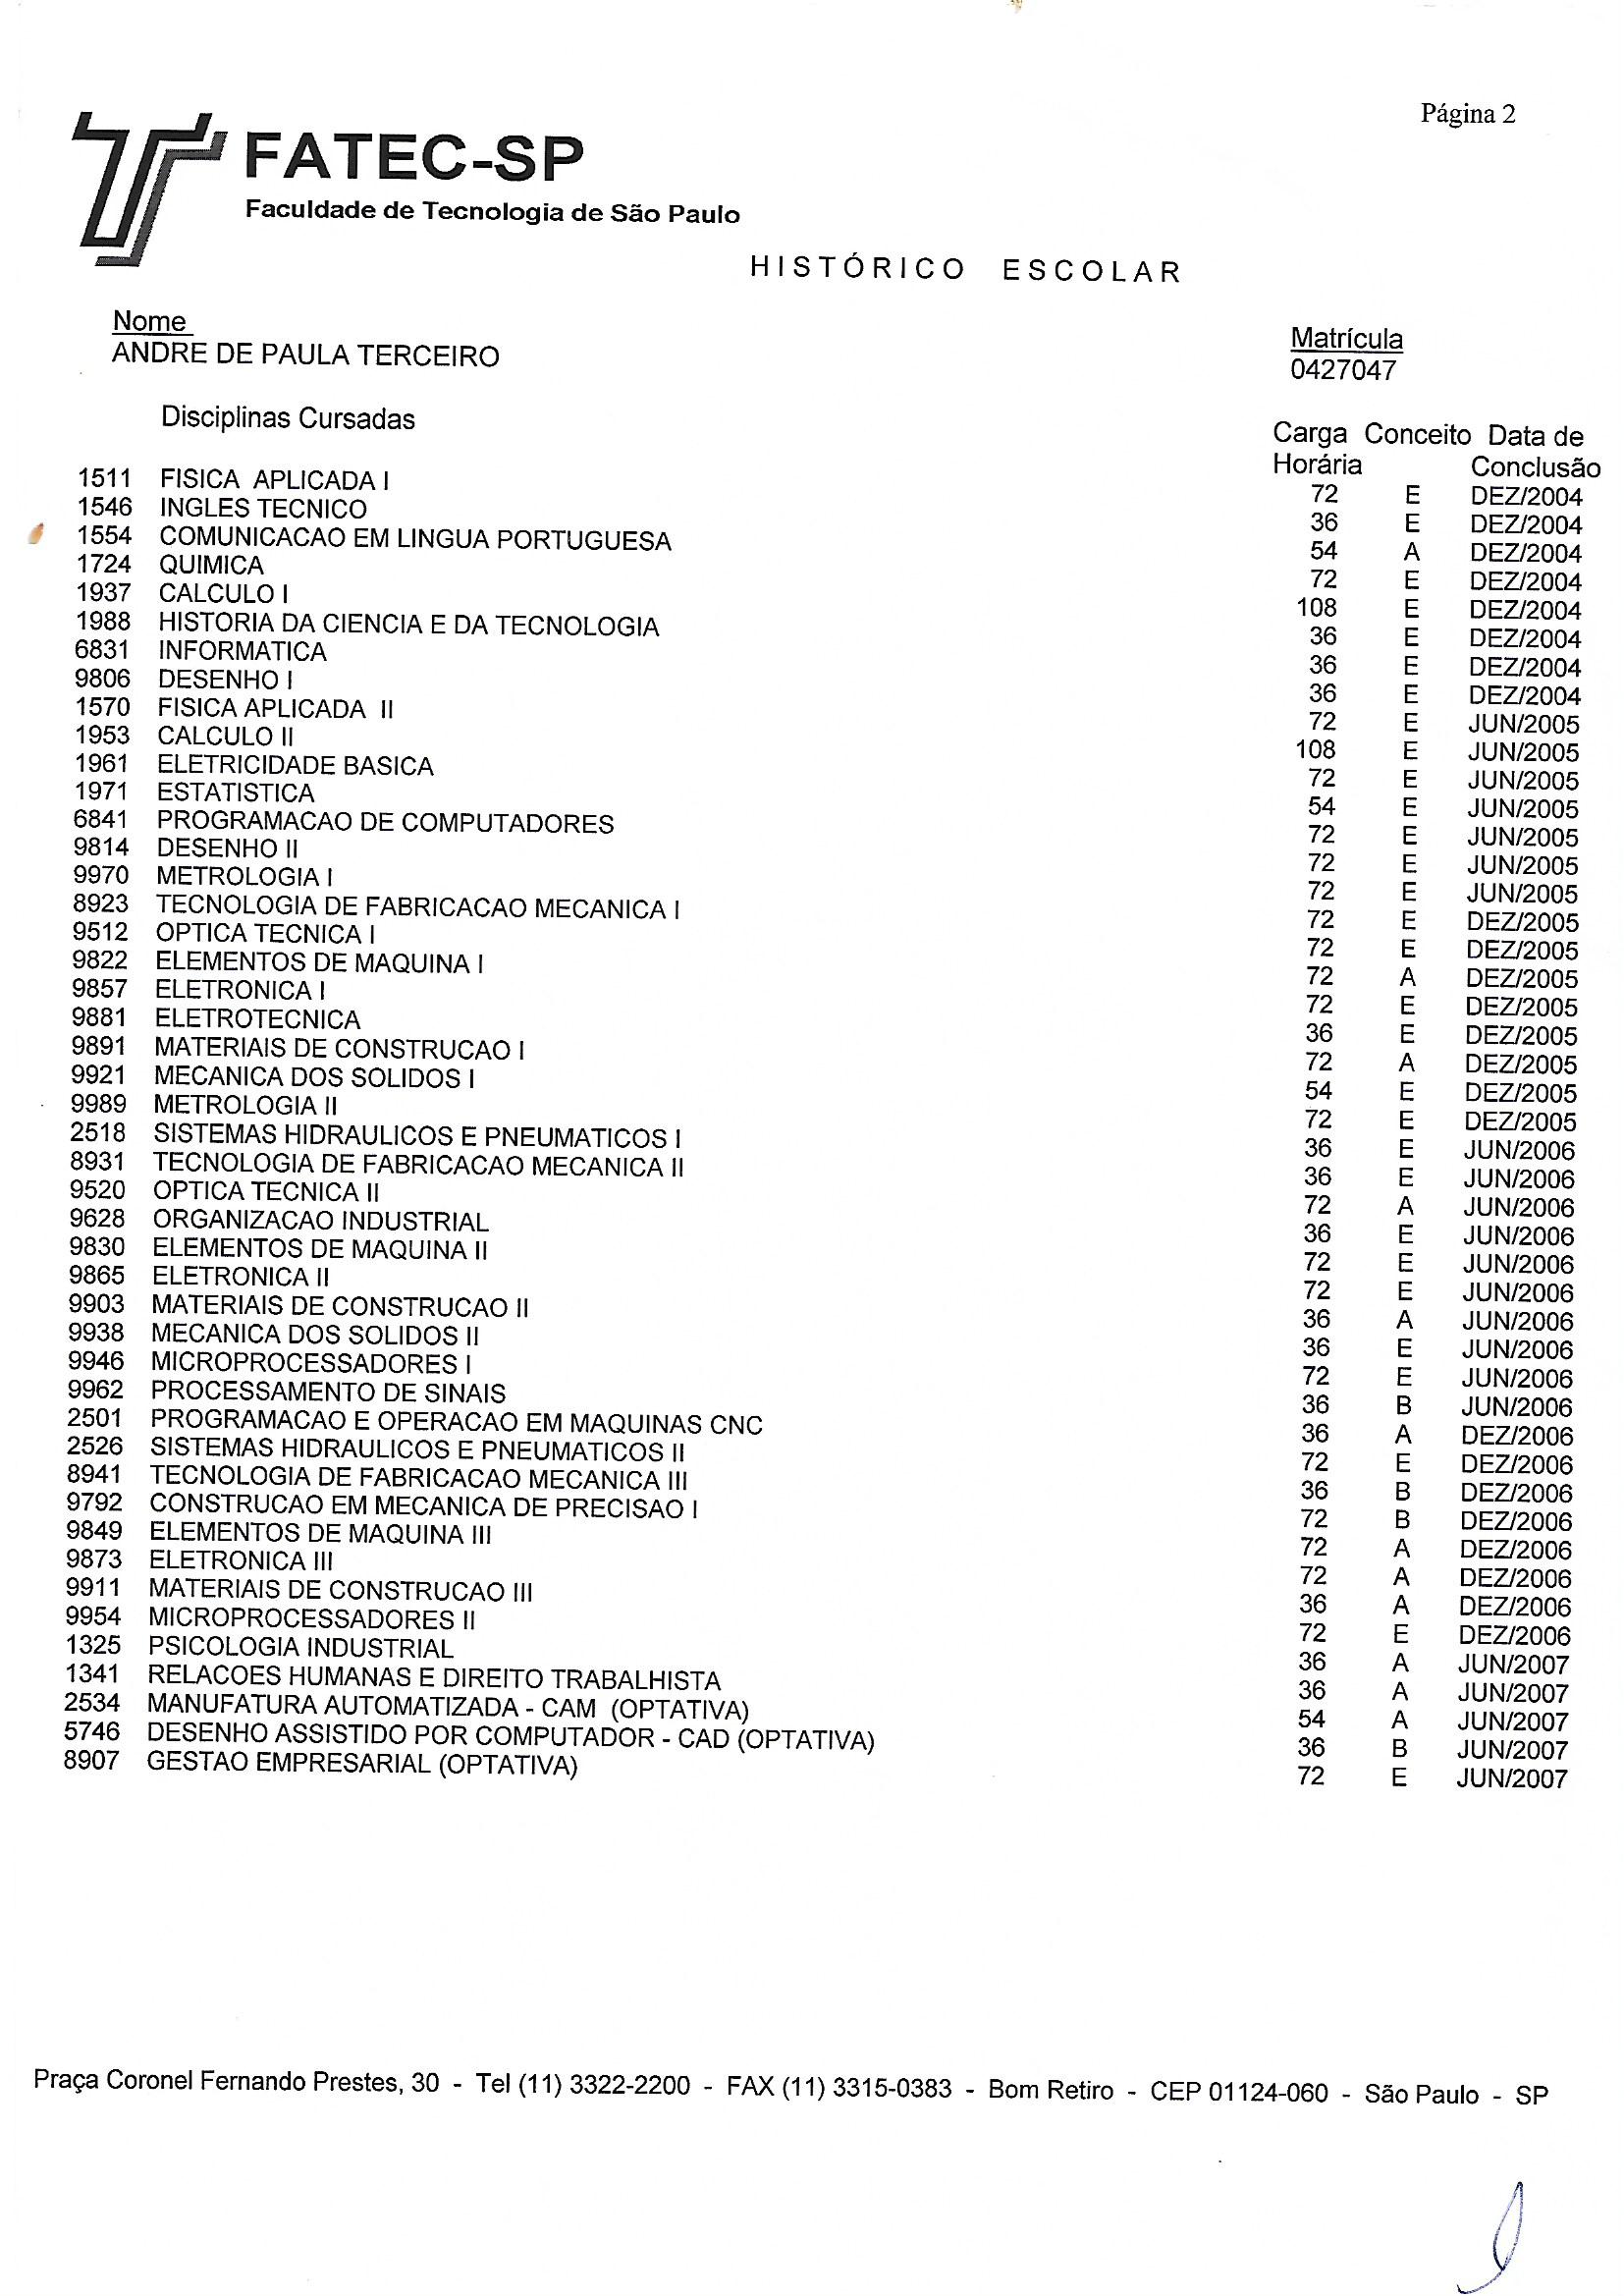 Página 2
FATEC-SP
Faculdade de Tecnologia de São Paulo
HISTÓRICO ESCOLAR
Nome
ANDRE DE PAULA TERCEIRO
Matrícula
0427047
Disciplinas Cursadas
Carga Conceito Data de
Horária Conclusão
1511 FISICA APLICADA I 72 E DEZ/2004
1546 INGLES TECNICO 36 E DEZ/2004
1554 COMUNICACAO EM LINGUA PORTUGUESA 54 A DEZ/2004
1724 QUIMICA 72 E DEZ/2004
1937 CALCULO I 108 E DEZ/2004
1988 HISTORIA DA CIENCIA E DA TECNOLOGIA 36 E DEZ/2004
6831 INFORMATICA 36 E DEZ/2004
9806 DESENHO I 36 E DEZ/2004
1570 FISICA APLICADA II 72 E JUN/2005
1953 CALCULO II 108 E JUN/2005
1961 ELETRICIDADE BASICA 72 E JUN/2005
1971 ESTATISTICA 54 E JUN/2005
6841 PROGRAMACAO DE COMPUTADORES 72 E JUN/2005
9814 DESENHO II 72 E JUN/2005
9970 METROLOGIA I 72 E JUN/2005
8923 TECNOLOGIA DE FABRICACAO MECANICA I 72 E DEZ/2005
9512 OPTICA TECNICA I 72 E DEZ/2005
9822 ELEMENTOS DE MAQUINA I 72 A DEZ/2005
9857 ELETRONICA I 72 E DEZ/2005
9881 ELETROTECNICA 36 E DEZ/2005
9891 MATERIAIS DE CONSTRUCAO I 72 A DEZ/2005
9921 MECANICA DOS SOLIDOS I 54 E DEZ/2005
9989 METROLOGIA II 72 E DEZ/2005
2518 SISTEMAS HIDRAULICOS E PNEUMATICOS I 36 E JUN/2006
8931 TECNOLOGIA DE FABRICACAO MECANICA II 36 E JUN/2006
9520 OPTICA TECNICA II 72 A JUN/2006
9628 ORGANIZACAO INDUSTRIAL 36 E JUN/2006
9830 ELEMENTOS DE MAQUINA II 72 E JUN/2006
9865 ELETRONICA II 72 E JUN/2006
9903 MATERIAIS DE CONSTRUCAO II 36 A JUN/2006
9938 MECANICA DOS SOLIDOS II 36 E JUN/2006
9946 MICROPROCESSADORES I 72 E JUN/2006
9962 PROCESSAMENTO DE SINAIS 36 B JUN/2006
2501 PROGRAMACAO E OPERACAO EM MAQUINAS CNC 36 A DEZ/2006
2526 SISTEMAS HIDRAULICOS E PNEUMATICOS II 72 E DEZ/2006
8941 TECNOLOGIA DE FABRICACAO MECANICA III 36 B DEZ/2006
9792 CONSTRUCAO EM MECANICA DE PRECISAO I 72 B DEZ/2006
9849 ELEMENTOS DE MAQUINA III 72 A DEZ/2006
9873 ELETRONICA III 72 A DEZ/2006
9911 MATERIAIS DE CONSTRUCAO III 36 A DEZ/2006
9954 MICROPROCESSADORES II 72 E DEZ/2006
1325 PSICOLOGIA INDUSTRIAL 36 A JUN/2007
1341 RELACOES HUMANAS E DIREITO TRABALHISTA 36 A JUN/2007
2534 MANUFATURA AUTOMATIZADA - CAM (OPTATIVA) 54 A JUN/2007
5746 DESENHO ASSISTIDO POR COMPUTADOR - CAD (OPTATIVA) 36 B JUN/2007
8907 GESTAO EMPRESARIAL (OPTATIVA) 72 E JUN/2007
Praça Coronel Fernando Prestes, 30 - Tel (11) 3322-2200 - FAX (11) 3315-0383 - Bom Retiro - CEP 01124-060 - São Paulo - SP